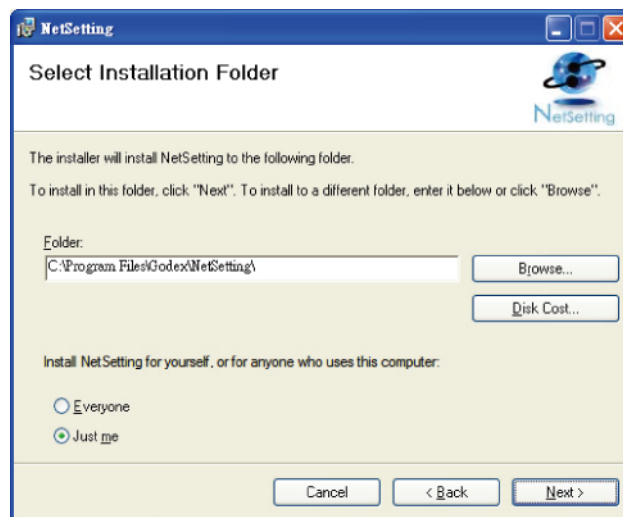 NetSetting
Select Installation Folder
NetSetting
The installer will install NetSetting to the following folder.
To install in this folder, click "Next". To install to a different folder, enter it below or click "Browse".
Folder:
C:\Program Files\Godex\NetSetting\
Browse...
Disk Cost...
Install NetSetting for yourself, or for anyone who uses this computer:
Everyone
Just me
Cancel
< Back
Next >